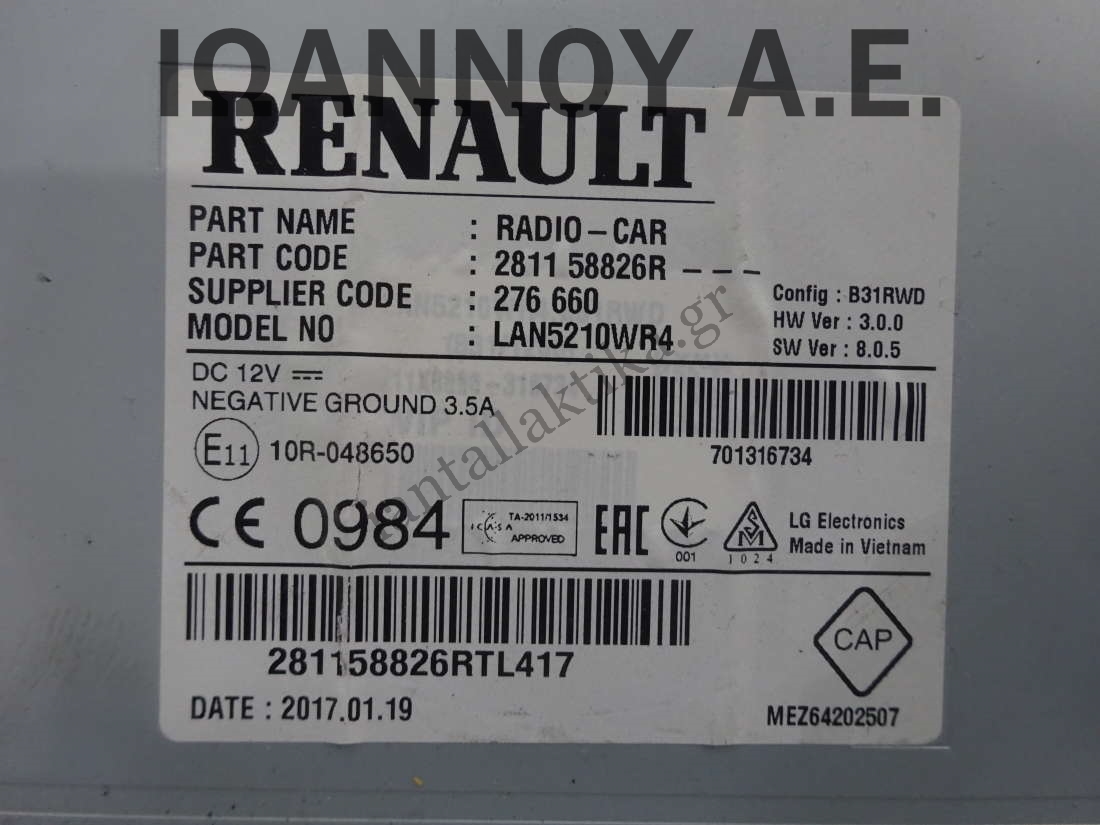 ΙΩΑΝΝΟΥ Α.Ε.
RENAULT
PART NAME : RADIO-CAR
PART CODE : 2811 58826R ---
SUPPLIER CODE : 276 660
MODEL NO : LAN5210WR4
Config : B31RWD
HW Ver : 3.0.0
SW Ver : 8.0.5
DC 12V
NEGATIVE GROUND 3.5A
701316734
E11 10R-048650
CE 0984
ICASA
TA-2011/1534
APPROVED
EAC
001
SM
1024
LG Electronics
Made in Vietnam
281158826RTL417
CAP
DATE : 2017.01.19
MEZ64202507
iantallaktika.gr